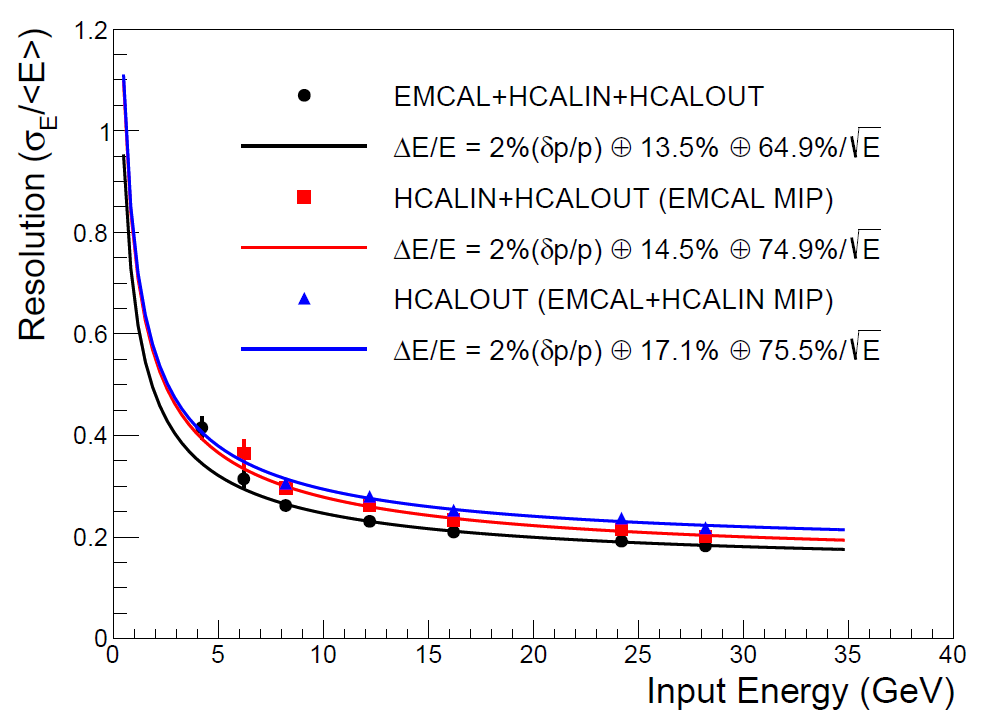 Resolution (σE/<E>)
1.2
1
0.8
0.6
0.4
0.2
0
EMCAL+HCALIN+HCALOUT
ΔE/E = 2%(δp/p) ⊕ 13.5% ⊕ 64.9%/√E
HCALIN+HCALOUT (EMCAL MIP)
ΔE/E = 2%(δp/p) ⊕ 14.5% ⊕ 74.9%/√E
HCALOUT (EMCAL+HCALIN MIP)
ΔE/E = 2%(δp/p) ⊕ 17.1% ⊕ 75.5%/√E
0 5 10 15 20 25 30 35 40
Input Energy (GeV)